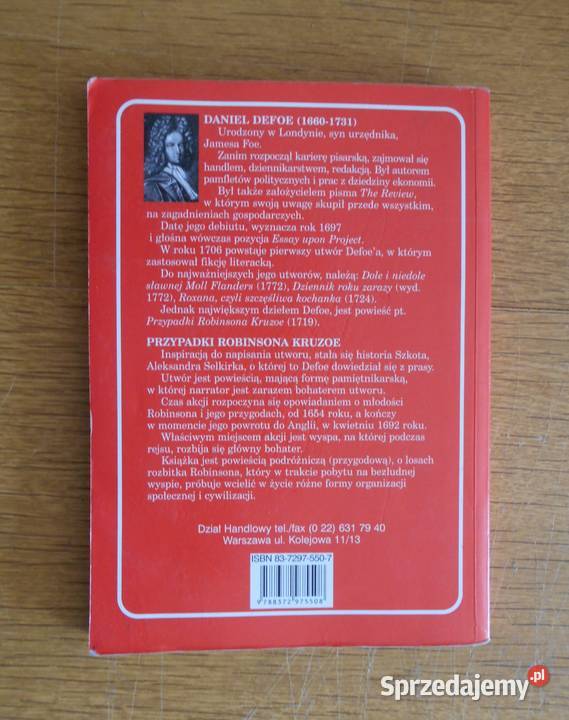 DANIEL DEFOE (1660-1731)
Urodzony w Londynie, syn urzędnika,
Jamesa Foe.
Zanim rozpoczął karierę pisarską, zajmował się
handlem, dziennikarstwem, redakcją. Był autorem
pamfletów politycznych i prac z dziedziny ekonomii.
Był także założycielem pisma The Review,
w którym swoją uwagę skupił przede wszystkim,
na zagadnieniach gospodarczych.
Datę jego debiutu, wyznacza rok 1697
i głośna wówczas pozycja Essay upon Project.
W roku 1706 powstaje pierwszy utwór Defoe'a, w którym
zastosował fikcję literacką.
Do najważniejszych jego utworów, należą: Dole i niedole
sławnej Moll Flanders (1772), Dziennik roku zarazy (wyd.
1772), Roxana, czyli szczęśliwa kochanka (1724).
Jednak największym dziełem Defoe, jest powieść pt.
Przypadki Robinsona Kruzoe (1719).
PRZYPADKI ROBINSONA KRUZOE
Inspiracją do napisania utworu, stała się historia Szkota,
Aleksandra Selkirka, o której to Defoe dowiedział się z prasy.
Utwór jest powieścią, mającą formę pamiętnikarską,
w której narrator jest zarazem bohaterem utworu.
Czas akcji rozpoczyna się opowiadaniem o młodości
Robinsona i jego przygodach, od 1654 roku, a kończy
w momencie jego powrotu do Anglii, w kwietniu 1692 roku.
Właściwym miejscem akcji jest wyspa, na której podczas
rejsu, rozbija się główny bohater.
Książka jest powieścią podróżniczą (przygodową), o losach
rozbitka Robinsona, który w trakcie pobytu na bezludnej
wyspie, próbuje wcielić w życie różne formy organizacji
społecznej i cywilizacji.
Dział Handlowy tel./fax (0 22) 631 79 40
Warszawa ul. Kolejowa 11/13
ISBN 83-7297-550-7
9 788372 975508
Sprzedajemy.pl